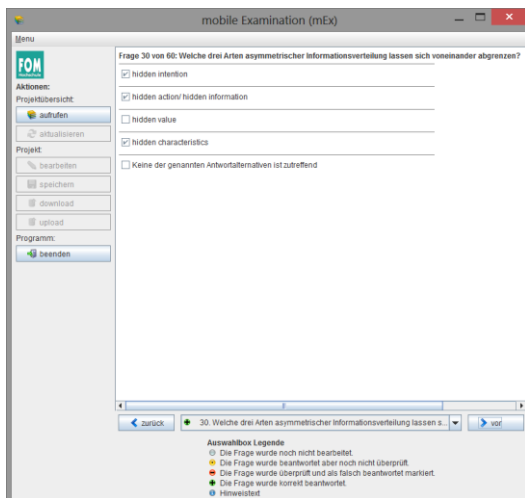 mobile Examination (mEx)
Menu
FOM
Hochschule
Aktionen:
Projektübersicht:
aufrufen
aktualisieren
Projekt:
bearbeiten
speichern
download
upload
Programm:
beenden
Frage 30 von 60: Welche drei Arten asymmetrischer Informationsverteilung lassen sich voneinander abgrenzen?
hidden intention
hidden action/ hidden information
hidden value
hidden characteristics
Keine der genannten Antwortalternativen ist zutreffend
zurück
30. Welche drei Arten asymmetrischer Informationsverteilung lassen s...
vor
Auswahlbox Legende
Die Frage wurde noch nicht bearbeitet.
Die Frage wurde beantwortet aber noch nicht überprüft.
Die Frage wurde überprüft und als falsch beantwortet markiert.
Die Frage wurde korrekt beantwortet.
Hinweistext